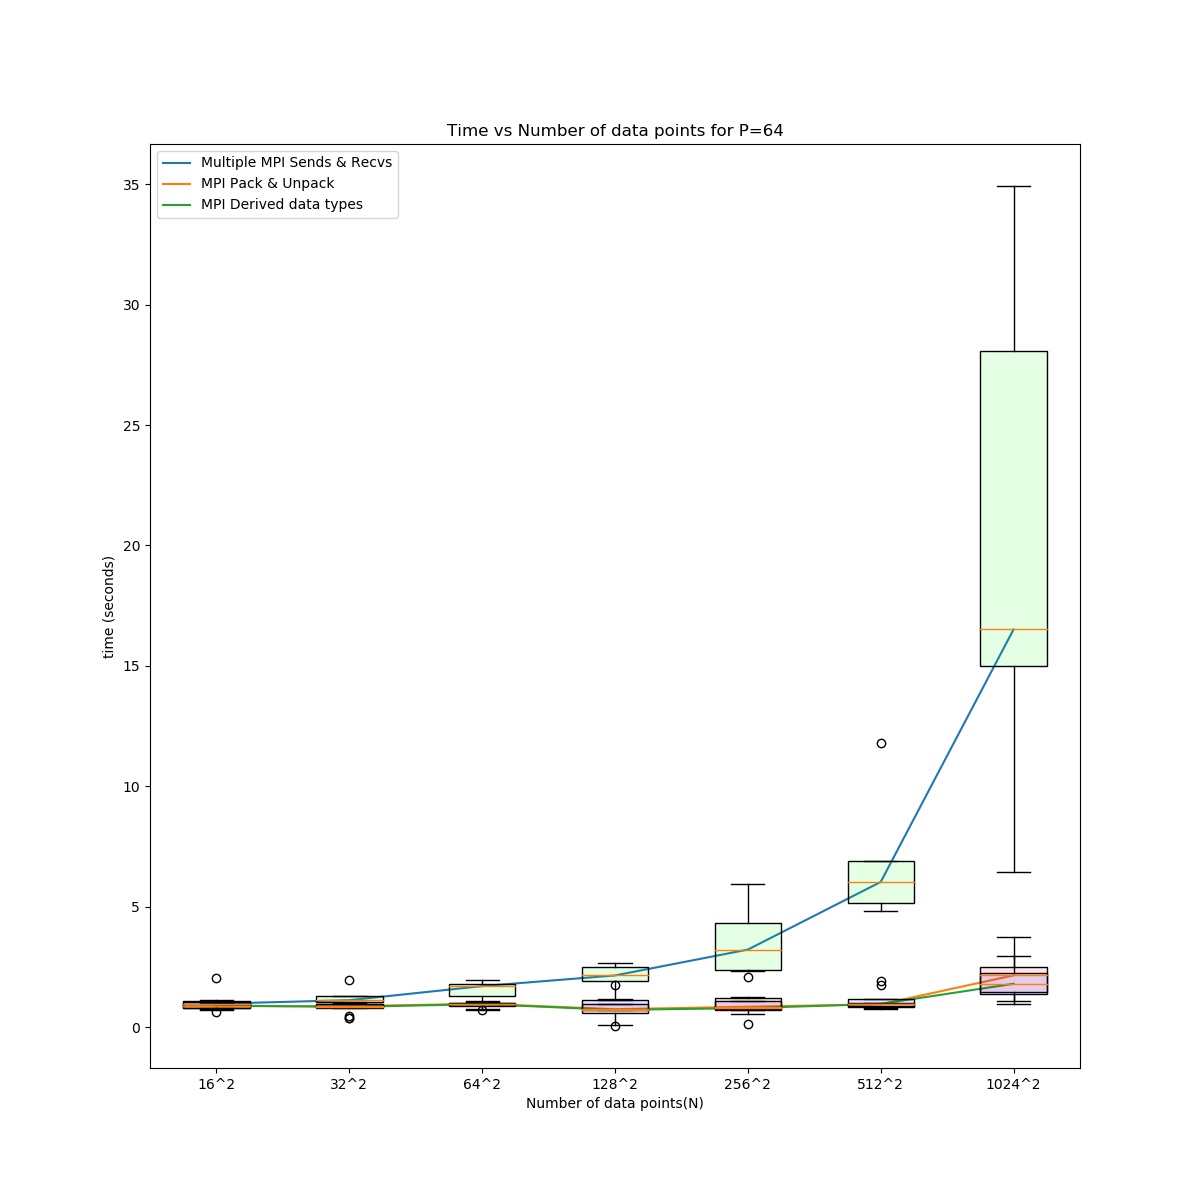 Time vs Number of data points for P=64
Multiple MPI Sends & Recvs
MPI Pack & Unpack
MPI Derived data types
35
30
25
20
15
10
5
0
time (seconds)
16^2 32^2 64^2 128^2 256^2 512^2 1024^2
Number of data points(N)